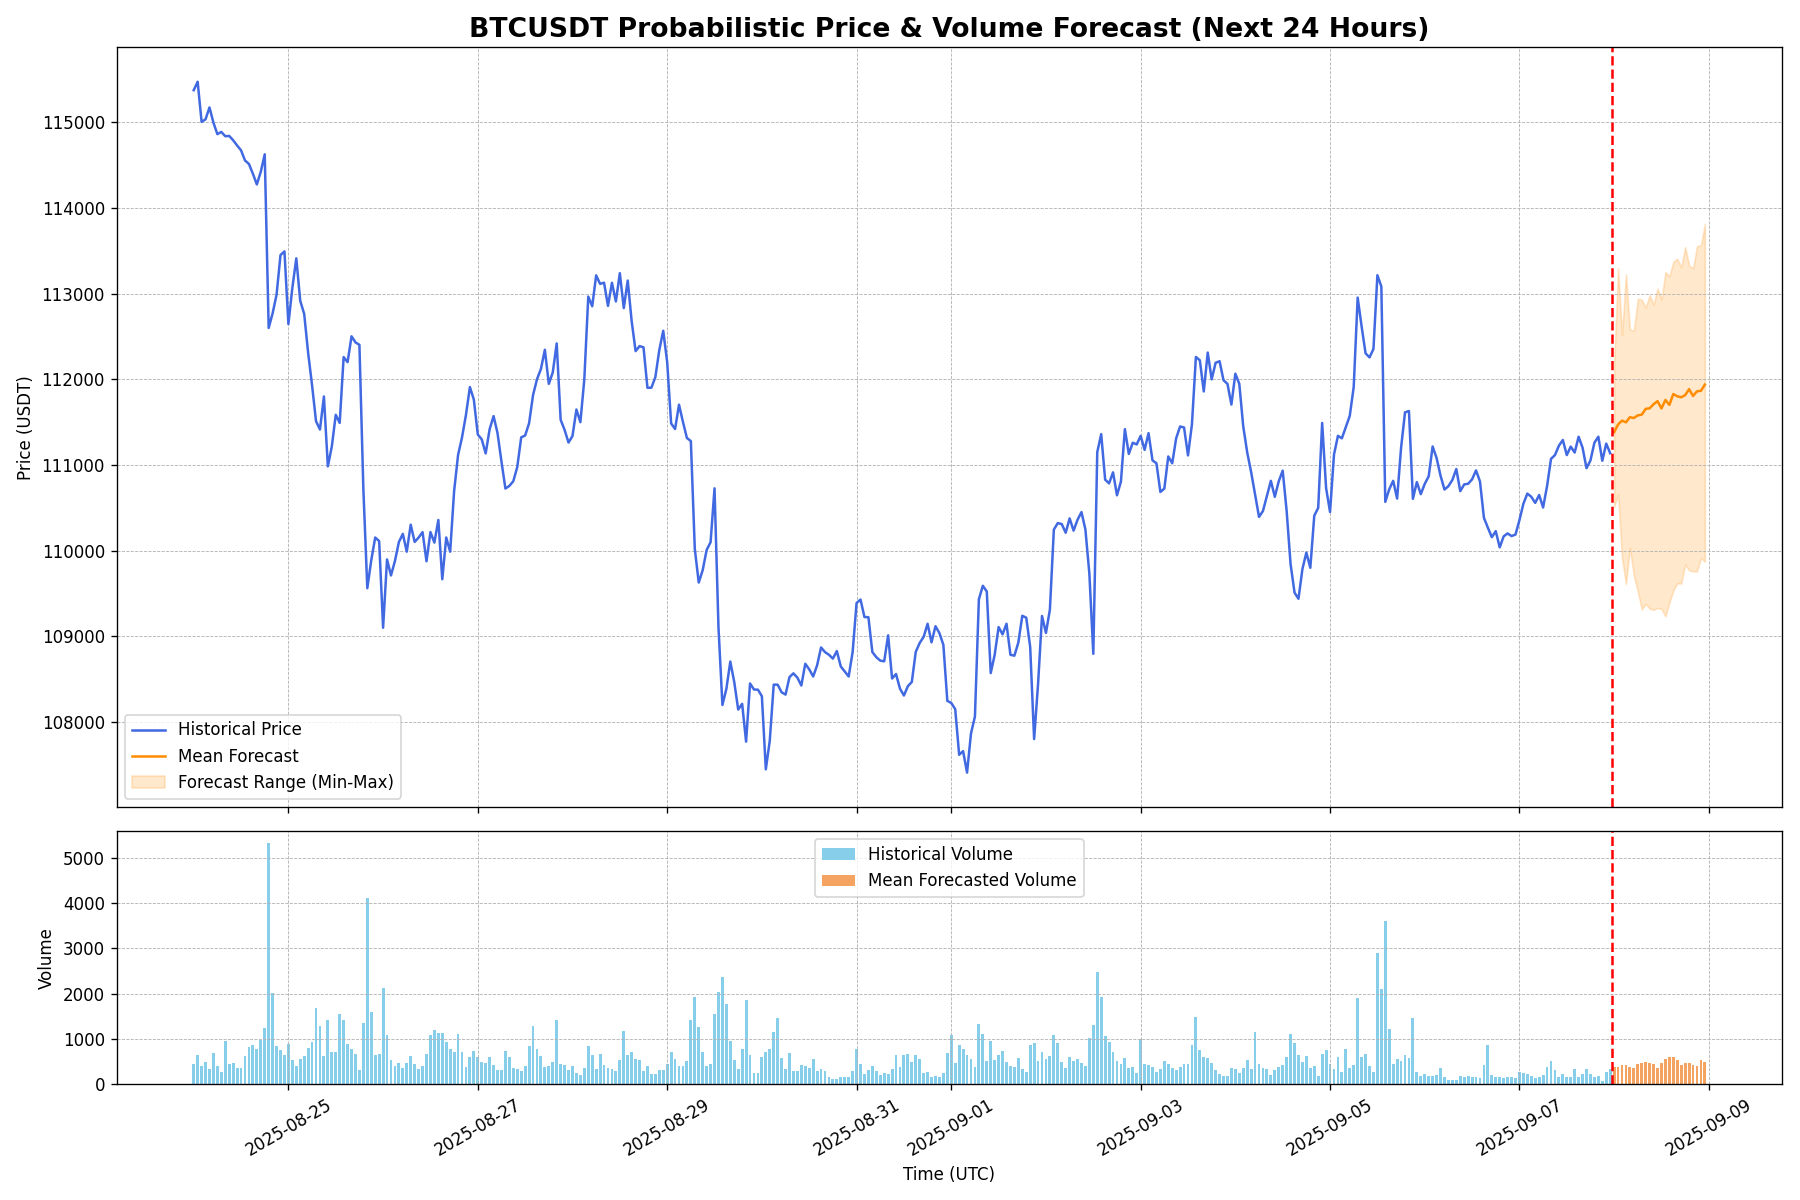 BTCUSDT Probabilistic Price & Volume Forecast (Next 24 Hours)
115000
114000
113000
112000
111000
110000
109000
108000
Price (USDT)
Historical Price
Mean Forecast
Forecast Range (Min-Max)
5000
4000
3000
2000
1000
0
Volume
Historical Volume
Mean Forecasted Volume
2025-08-25
2025-08-27
2025-08-29
2025-08-31
2025-09-01
2025-09-03
2025-09-05
2025-09-07
2025-09-09
Time (UTC)